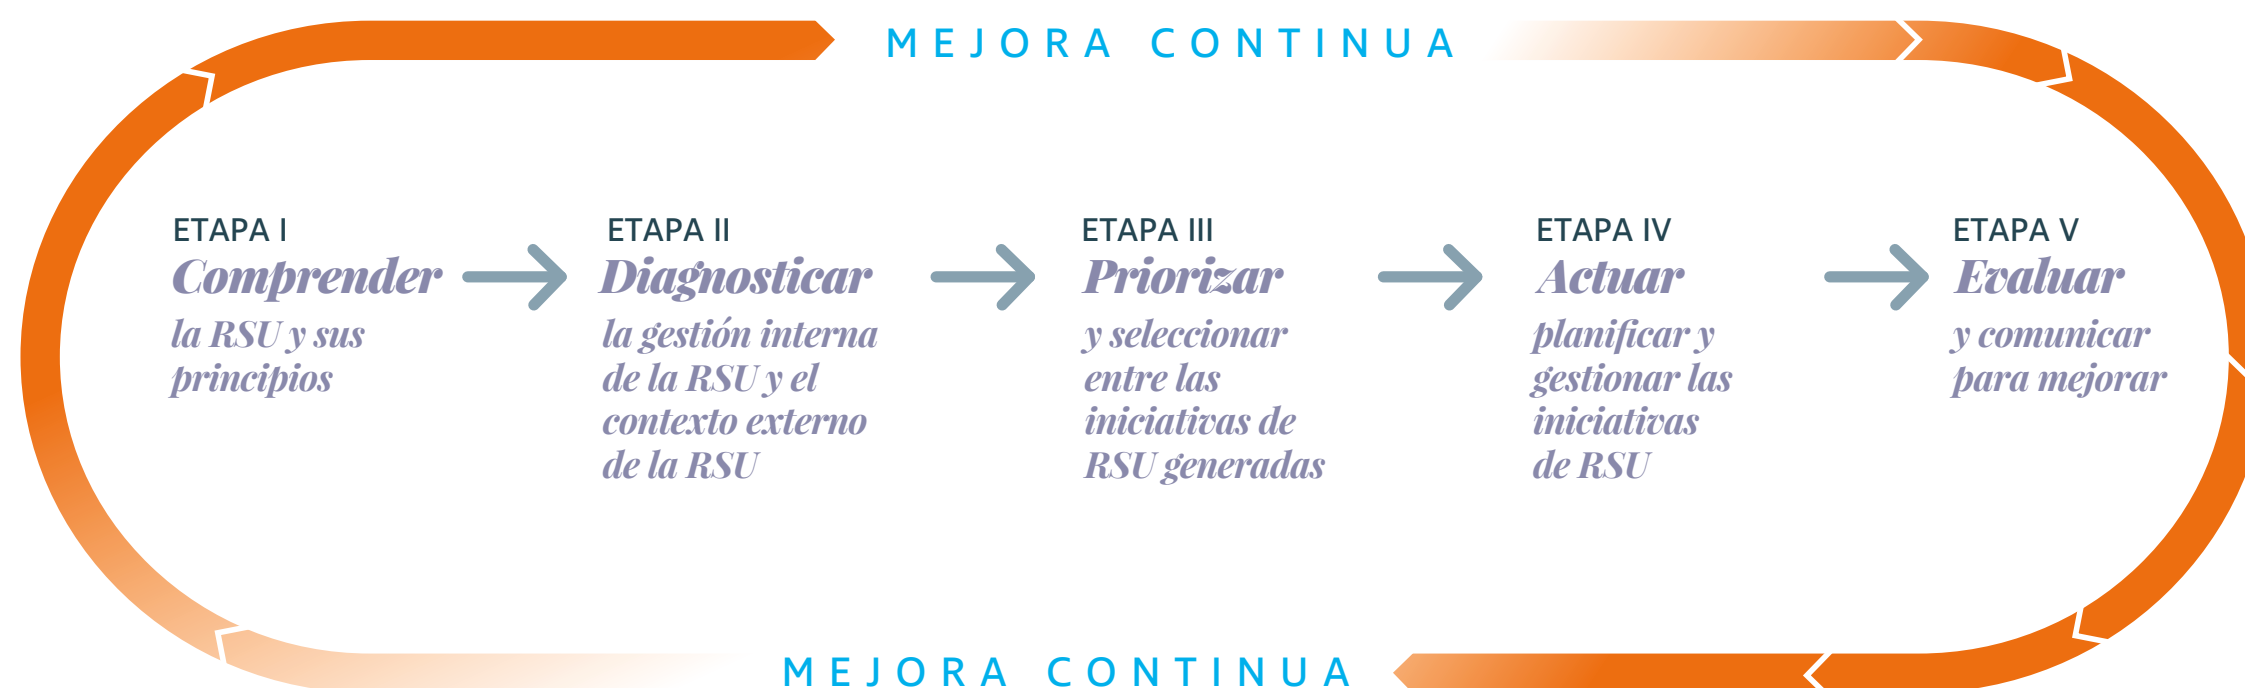 MEJORA CONTINUA
ETAPA I
Comprender
la RSU y sus
principios
ETAPA II
Diagnosticar
la gestión interna
de la RSU y el
contexto externo
de la RSU
ETAPA III
Priorizar
y seleccionar
entre las
iniciativas de
RSU generadas
ETAPA IV
Actuar
planificar y
gestionar las
iniciativas
de RSU
ETAPA V
Evaluar
y comunicar
para mejorar
MEJORA CONTINUA